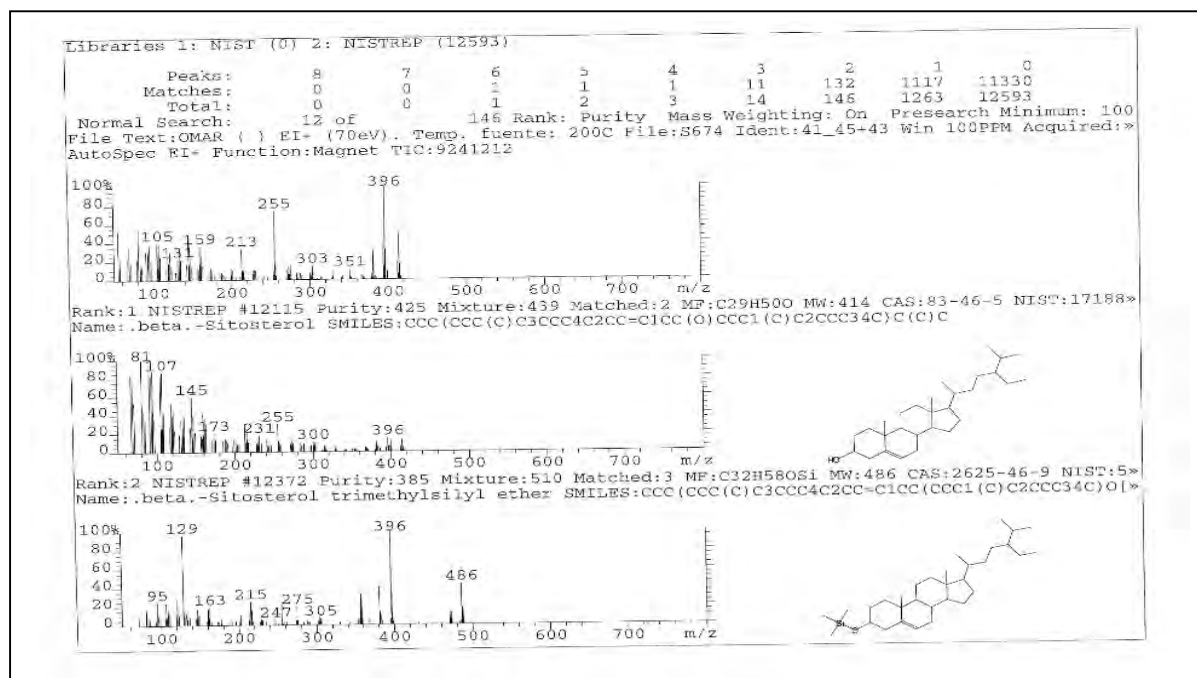 Libraries 1: NIST (0) 2: NISTREP (12593)
Peaks: 8 7 6 5 4 3 2 1 0
Matches: 0 0 1 1 1 11 132 1117 11330
Total: 0 0 1 2 3 14 146 1263 12593
Normal Search: 12 of 146 Rank: Purity Mass Weighting: On Presearch Minimum: 100
File Text:OMAR ( ) EI+ (70eV). Temp. fuente: 200C File:S674 Ident:41_45+43 Win 100PPM Acquired:»
AutoSpec EI+ Function:Magnet TIC:9241212
100%
80
60
40
20
0
105
131
159
213
255
303
351
396
100 200 300 400 500 600 700 m/z
Rank:1 NISTREP #12115 Purity:425 Mixture:439 Matched:2 MF:C29H50O MW:414 CAS:83-46-5 NIST:17188»
Name:.beta.-Sitosterol SMILES:CCC(CCC(C)C3CCC4C2CC=C1CC(O)CCC1(C)C2CCC34C)C(C)C
100%
80
60
40
20
0
81
107
145
173
231
255
300
396
100 200 300 400 500 600 700 m/z
HO
Rank:2 NISTREP #12372 Purity:385 Mixture:510 Matched:3 MF:C32H58OSi MW:486 CAS:2625-46-9 NIST:5»
Name:.beta.-Sitosterol trimethylsilyl ether SMILES:CCC(CCC(C)C3CCC4C2CC=C1CC(CCC1(C)C2CCC34C)O[»
100%
80
60
40
20
0
95
129
163
215
247
275
305
396
486
100 200 300 400 500 600 700 m/z
Si
O